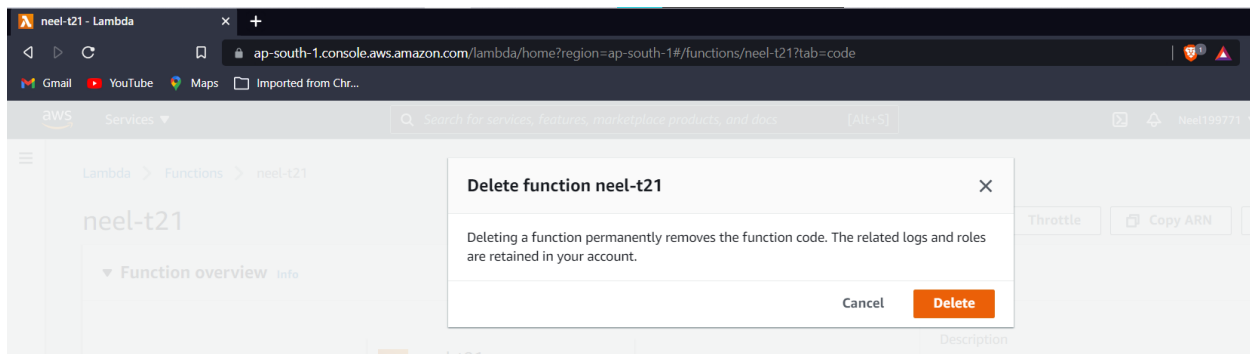 neel-t21 - Lambda
ap-south-1.console.aws.amazon.com/lambda/home?region=ap-south-1#/functions/neel-t21?tab=code
Gmail YouTube Maps Imported from Chr...
aws Services ▼ Search for services, features, marketplace products, and docs [Alt+S] Neel199771
Lambda > Functions > neel-t21
Delete function neel-t21
neel-t21 Throttle Copy ARN
Deleting a function permanently removes the function code. The related logs and roles
are retained in your account.
Function overview Info
Cancel Delete
Description